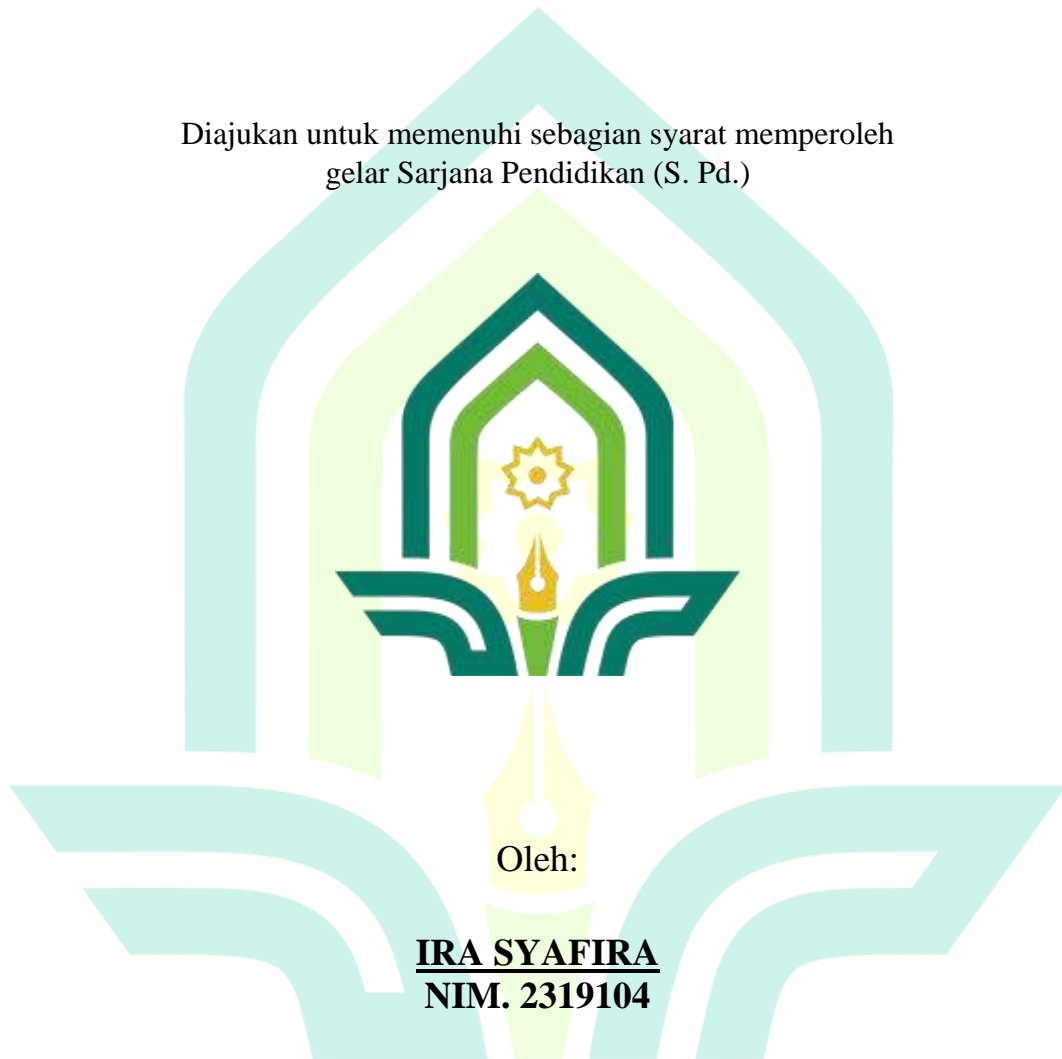 Diajukan untuk memenuhi sebagian syarat memperoleh
gelar Sarjana Pendidikan (S. Pd.)
Oleh:
IRA SYAFIRA
NIM. 2319104